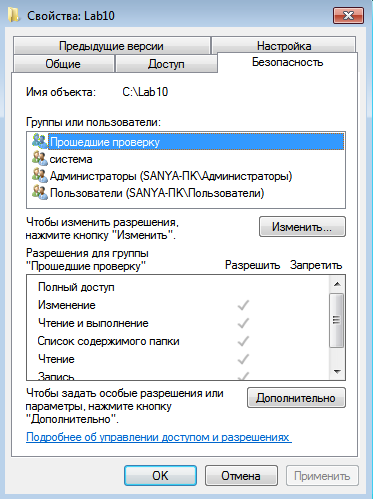 Свойства: Lab10
Предыдущие версии
Настройка
Общие
Доступ
Безопасность
Имя объекта: C:\Lab10
Группы или пользователи:
Прошедшие проверку
система
Администраторы (SANYA-ПК\Администраторы)
Пользователи (SANYA-ПК\Пользователи)
Чтобы изменить разрешения,
нажмите кнопку "Изменить".
Изменить...
Разрешения для группы
"Прошедшие проверку"
Разрешить
Запретить
Полный доступ
Изменение
Чтение и выполнение
Список содержимого папки
Чтение
Запись
Чтобы задать особые разрешения или
параметры, нажмите кнопку
"Дополнительно".
Дополнительно
Подробнее об управлении доступом и разрешениях
OK
Отмена
Применить